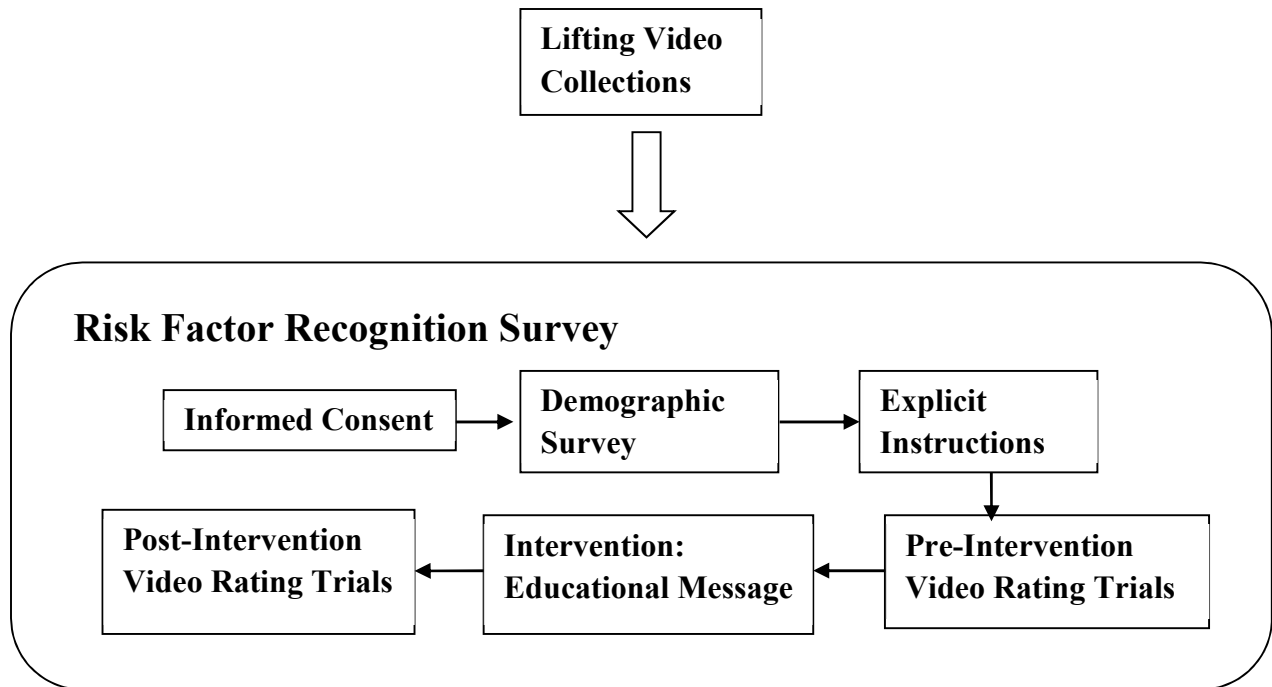 Lifting Video
Collections
Risk Factor Recognition Survey
Informed Consent
Demographic
Survey
Explicit
Instructions
Post-Intervention
Video Rating Trials
Intervention:
Educational Message
Pre-Intervention
Video Rating Trials